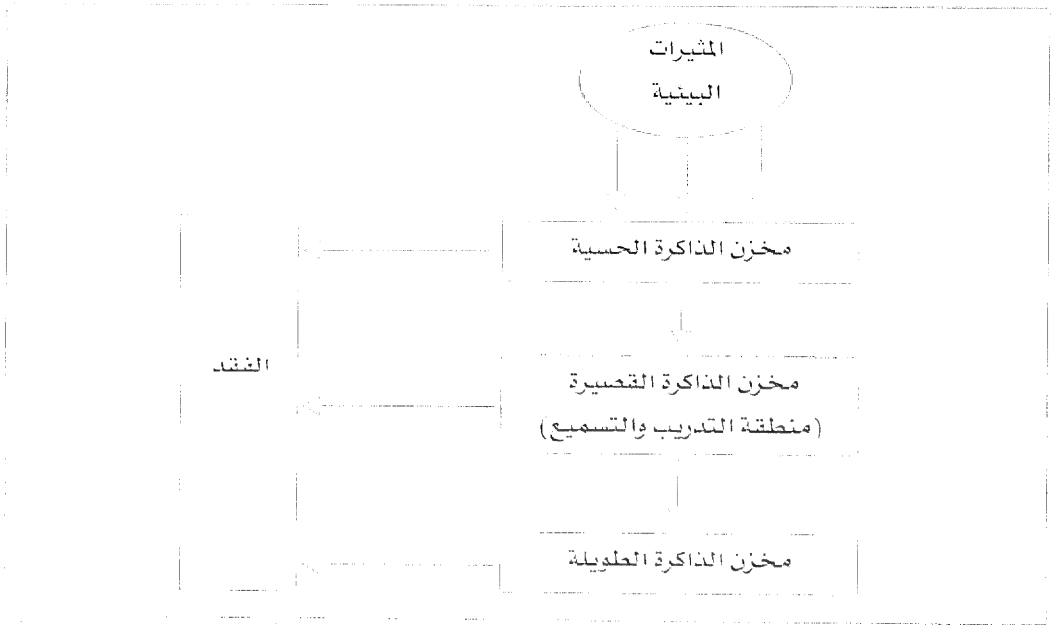 المثيرات
البيئية
مخزن الذاكرة الحسية
الفقد
مخزن الذاكرة القصيرة
(منطقة التدريب والتسميع)
مخزن الذاكرة الطويلة